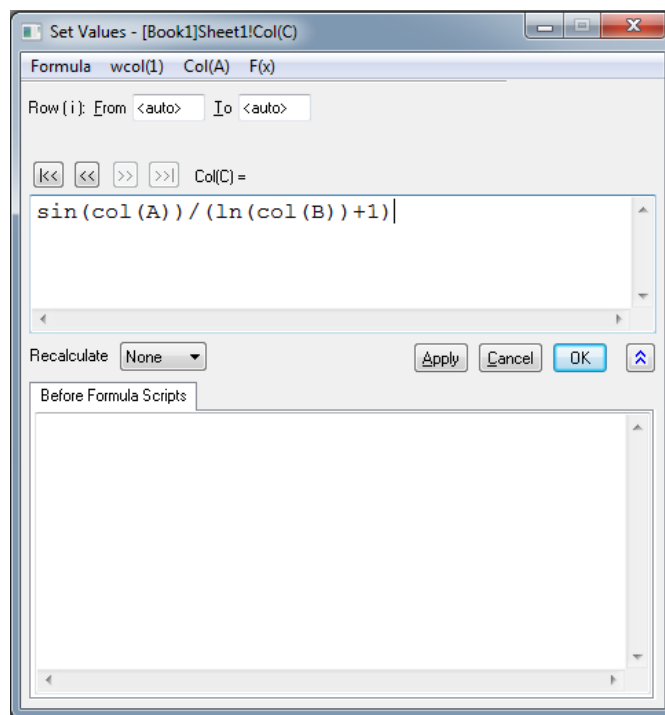 Set Values - [Book1]Sheet1!Col(C)
Formula wcol(1) Col(A) F(x)
Row (i): From <auto> To <auto>
|<< << >> >>| Col(C) =
sin(col(A))/(ln(col(B))+1)
Recalculate None Apply Cancel OK
Before Formula Scripts